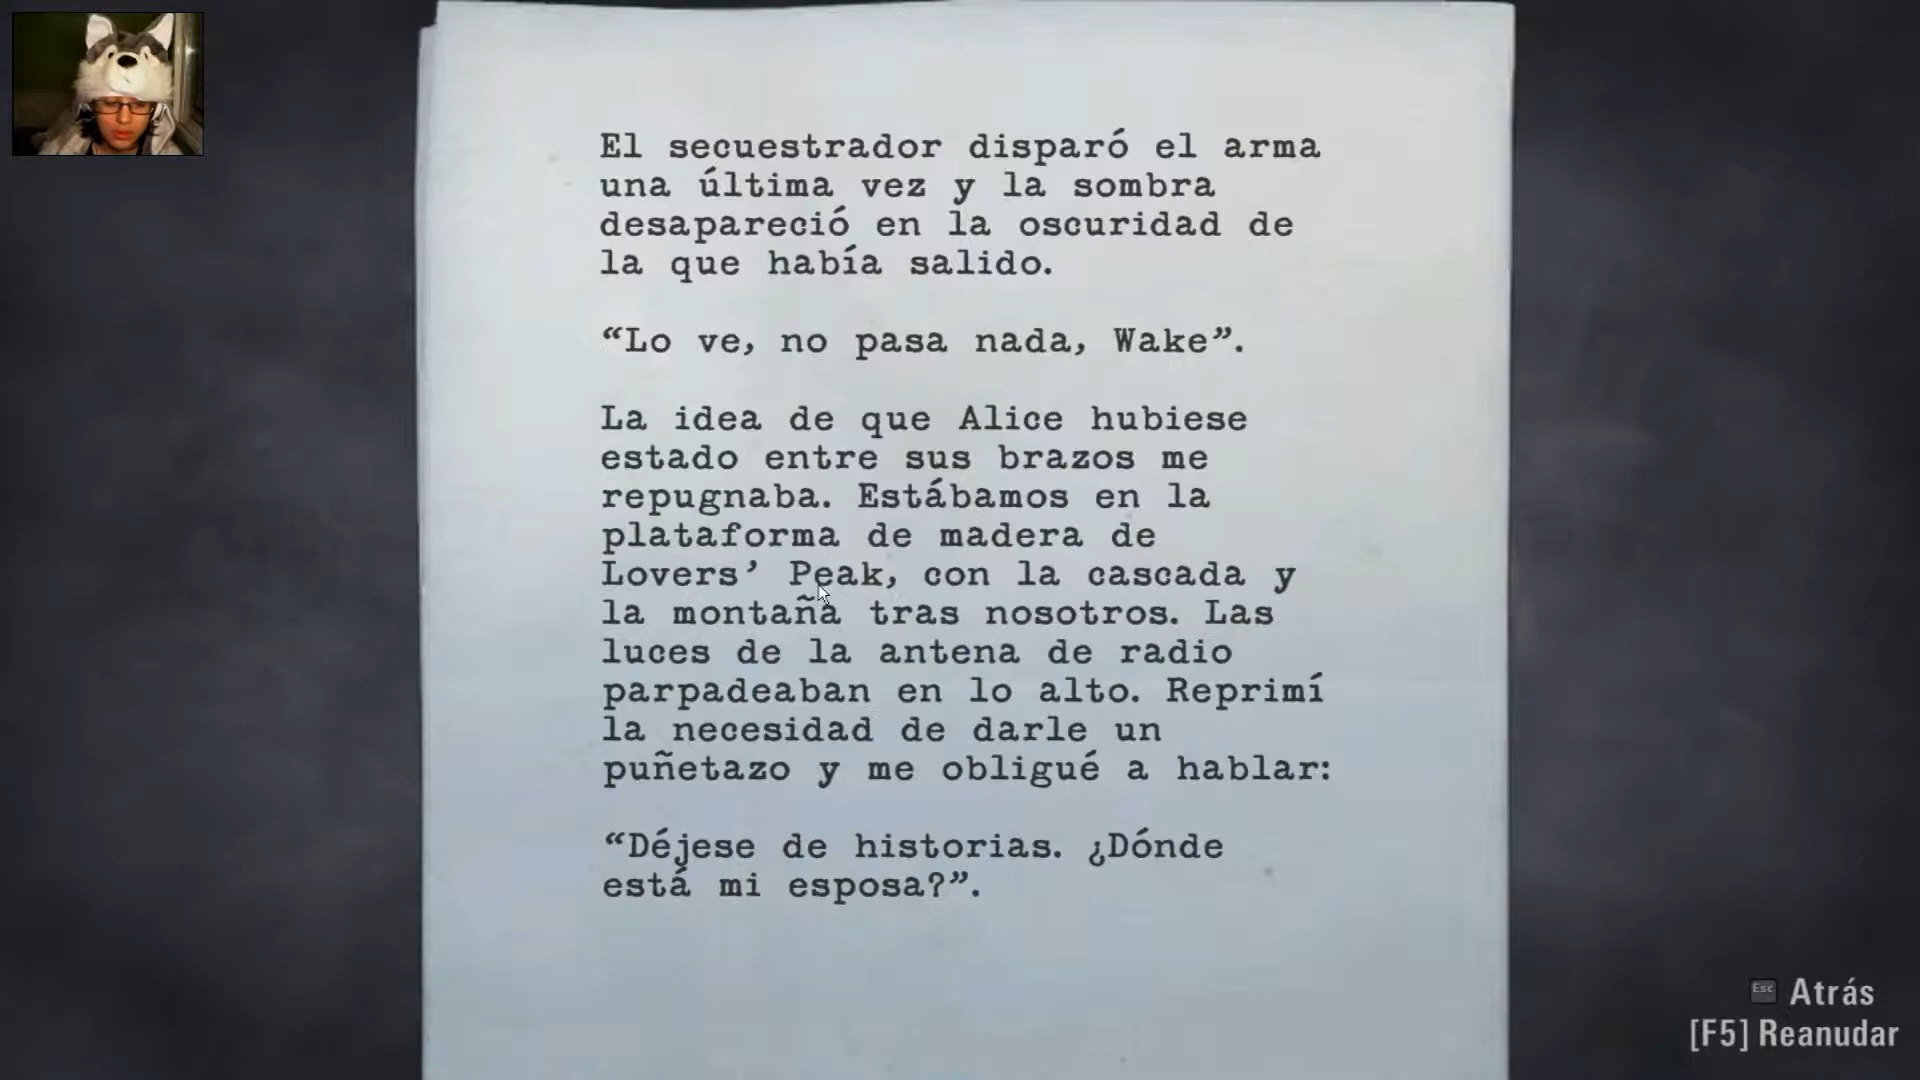 El secuestrador disparó el arma
una última vez y la sombra
desapareció en la oscuridad de
la que había salido.
“Lo ve, no pasa nada, Wake”.
La idea de que Alice hubiese
estado entre sus brazos me
repugnaba. Estábamos en la
plataforma de madera de
Lovers’ Peak, con la cascada y
la montaña tras nosotros. Las
luces de la antena de radio
parpadeaban en lo alto. Reprimí
la necesidad de darle un
puñetazo y me obligué a hablar:
“Déjese de historias. ¿Dónde
está mi esposa?”.
Esc Atrás
[F5] Reanudar